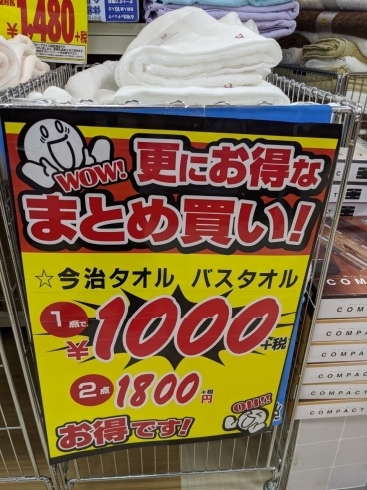 ¥1,480+税
WOW!
更にお得な
まとめ買い!
☆今治タオル バスタオル
1点で
¥1000+税
2点 1800+税円
お得です!
OH!!
COMPACT
COMPACT
COMPACT
COMPACT